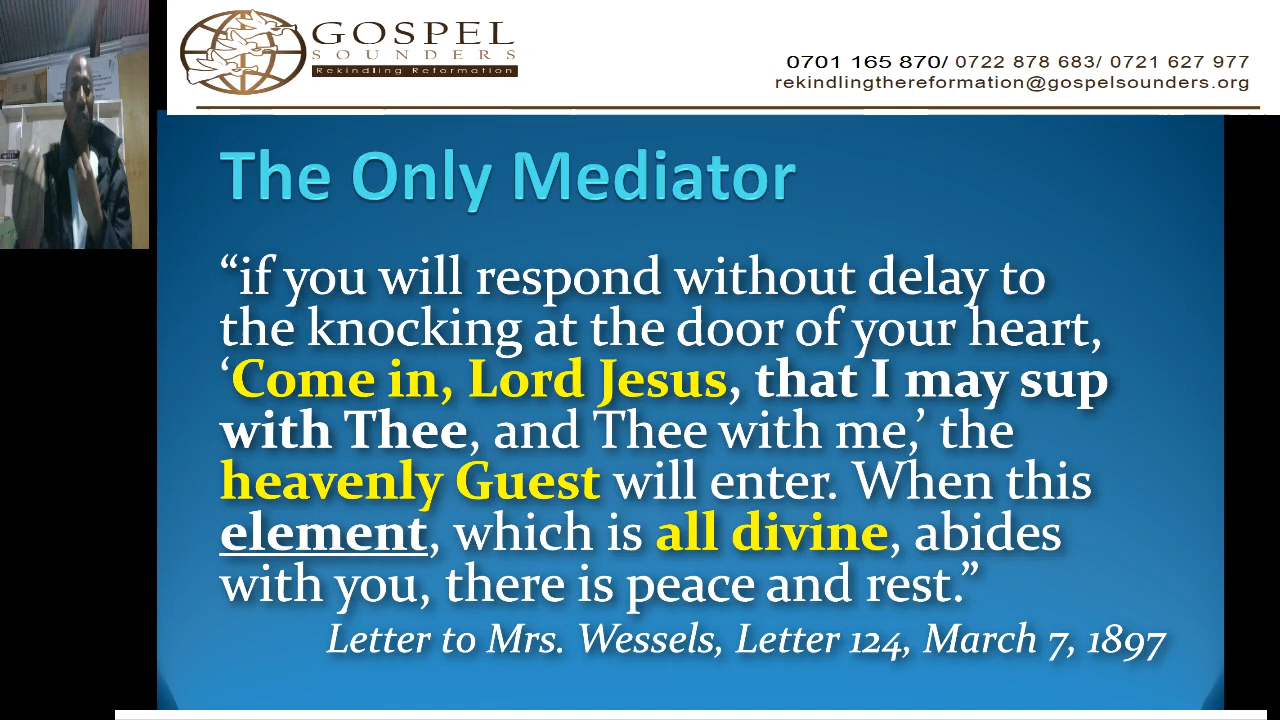 GOSPEL
SOUNDERS
Rekindling Reformation
0701 165 870/ 0722 878 683/ 0721 627 977
rekindlingthereformation@gospelsounders.org
The Only Mediator
“if you will respond without delay to
the knocking at the door of your heart,
‘Come in, Lord Jesus, that I may sup
with Thee, and Thee with me,’ the
heavenly Guest will enter. When this
element, which is all divine, abides
with you, there is peace and rest.”
Letter to Mrs. Wessels, Letter 124, March 7, 1897